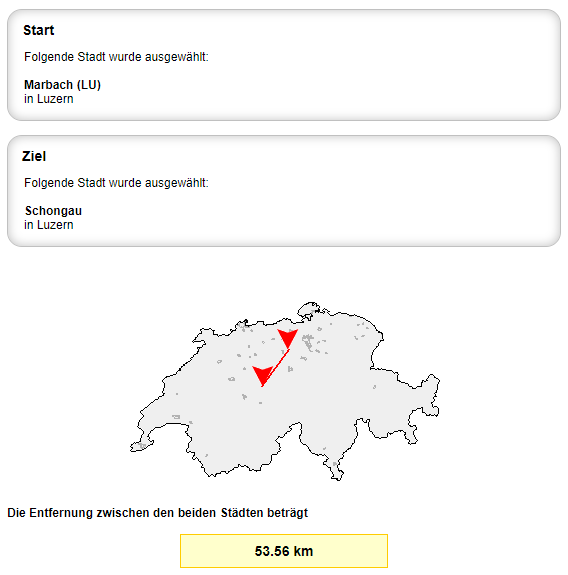 Start
Folgende Stadt wurde ausgewählt:
Marbach (LU)
in Luzern
Ziel
Folgende Stadt wurde ausgewählt:
Schongau
in Luzern
Die Entfernung zwischen den beiden Städten beträgt
53.56 km